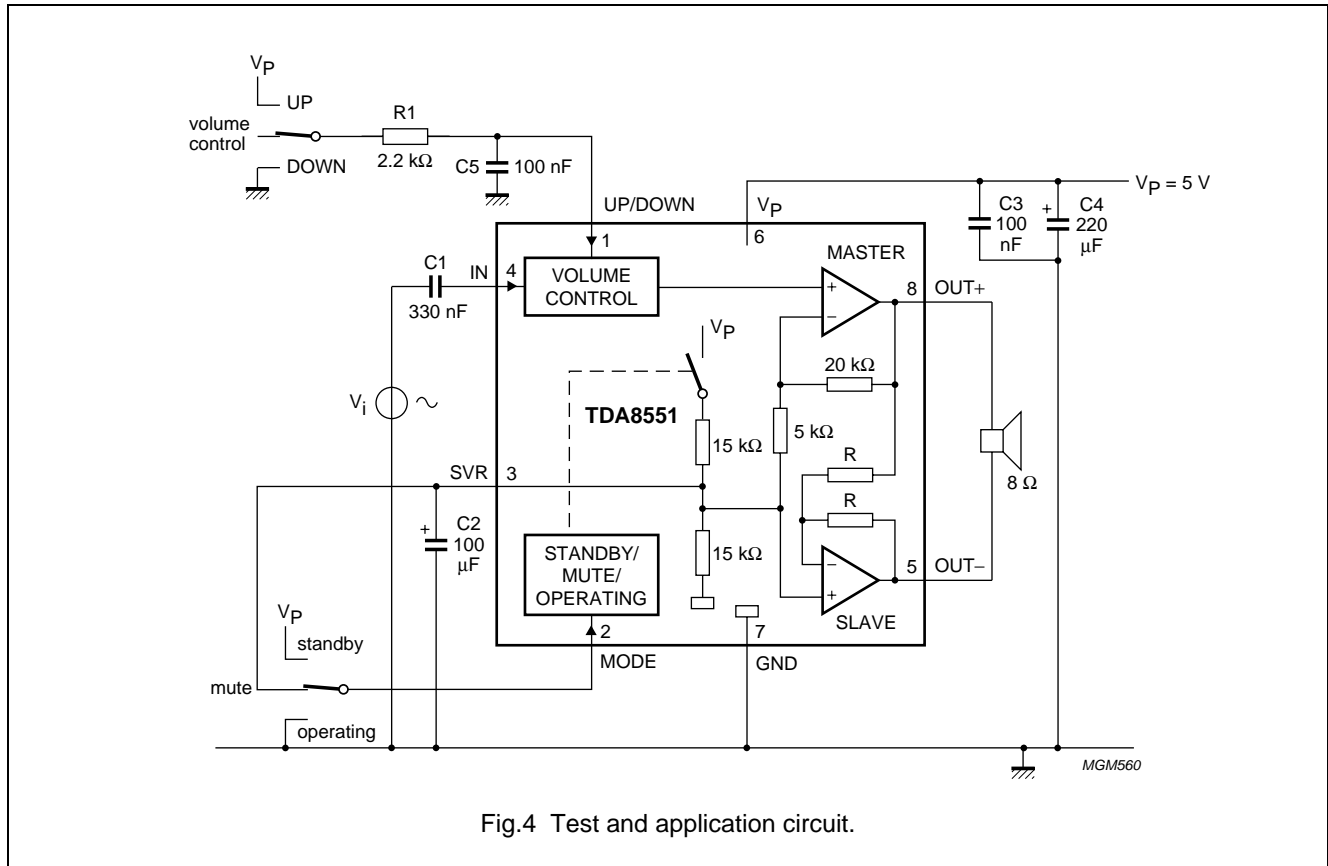 VP
UP
volume
control
DOWN
R1
2.2 kΩ
C5
100 nF
UP/DOWN
1
VP
6
VP = 5 V
C3
100
nF
+
C4
220
μF
C1
330 nF
IN
4
VOLUME
CONTROL
MASTER
+
−
8
OUT+
VP
20 kΩ
Vi
TDA8551
15 kΩ
5 kΩ
R
R
8 Ω
SVR
3
+
C2
100
μF
15 kΩ
STANDBY/
MUTE/
OPERATING
−
+
5
OUT−
SLAVE
2
MODE
7
GND
VP
standby
mute
operating
MGM560
Fig.4 Test and application circuit.